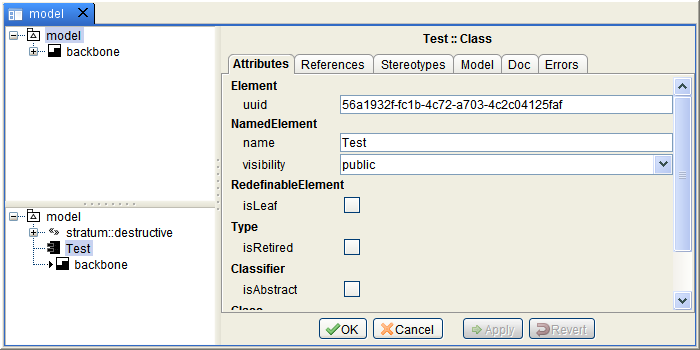 model
model
backbone
model
stratum::destructive
Test
backbone
Test :: Class
Attributes References Stereotypes Model Doc Errors
Element
uuid 56a1932f-fc1b-4c72-a703-4c2c04125faf
NamedElement
name Test
visibility public
RedefinableElement
isLeaf
Type
isRetired
Classifier
isAbstract
Class
OK Cancel Apply Revert